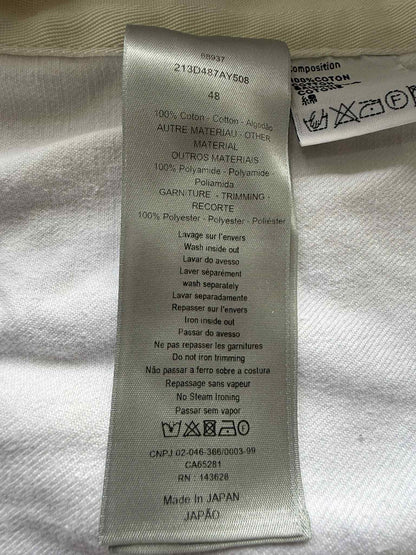 68937
213D487AY508
48
100% Coton - Cotton - Algodão
AUTRE MATERIAU - OTHER
MATERIAL
OUTROS MATERIAIS
100% Polyamide - Polyamide
Poliamida
GARNITURE - TRIMMING -
RECORTE
100% Polyester - Polyester - Poliéster
Lavage sur l'envers
Wash inside out
Lavar do avesso
Laver séparément
wash separately
Lavar separadamente
Repasser sur l'envers
Iron inside out
Passar do avesso
Ne pas repasser les garnitures
Do not iron trimming
Não passar a ferro sobre a costura
Repassage sans vapeur
No Steam Ironing
Passar sem vapor
CNPJ 02-046-366/0003-99
CA65281
RN : 143628
Made In JAPAN
JAPÃO
omposition
100%COTON
COTON